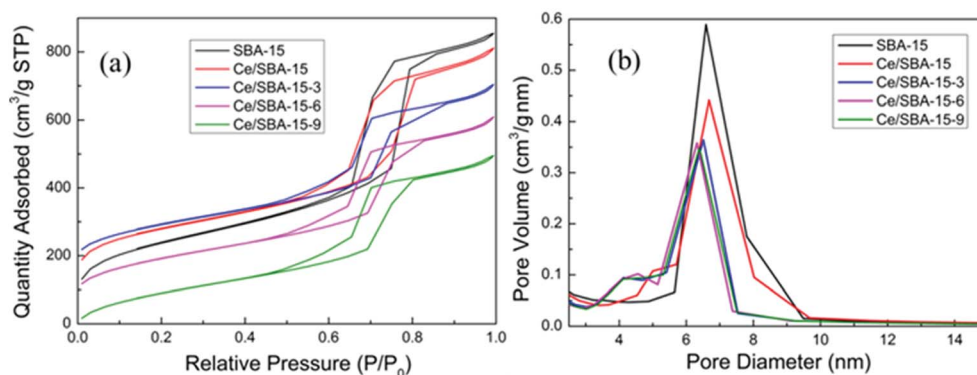 (a)
SBA-15
Ce/SBA-15
Ce/SBA-15-3
Ce/SBA-15-6
Ce/SBA-15-9
Quantity Adsorbed (cm³/g STP)
800
600
400
200
0
0.0 0.2 0.4 0.6 0.8 1.0
Relative Pressure (P/P₀)
(b)
SBA-15
Ce/SBA-15
Ce/SBA-15-3
Ce/SBA-15-6
Ce/SBA-15-9
Pore Volume (cm³/gnm)
0.6
0.5
0.4
0.3
0.2
0.1
0.0
4 6 8 10 12 14
Pore Diameter (nm)